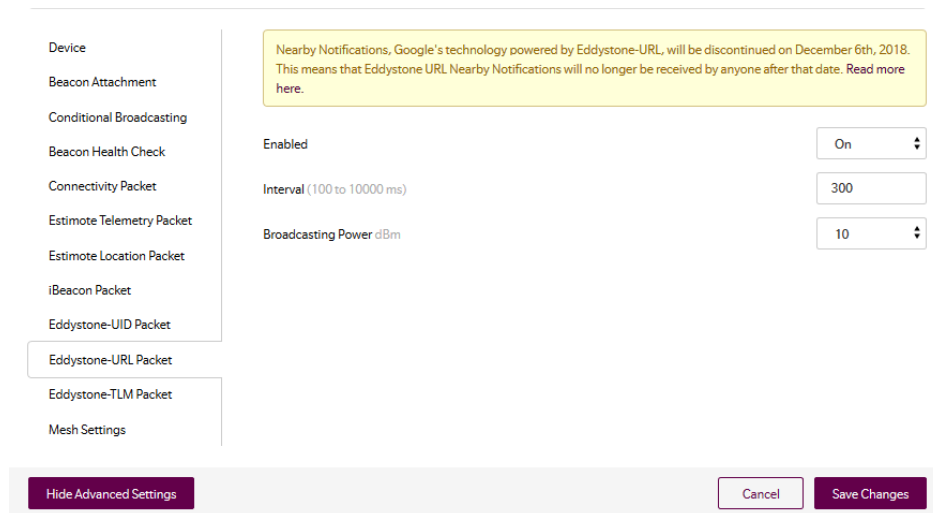 Device
Beacon Attachment
Conditional Broadcasting
Beacon Health Check
Connectivity Packet
Estimote Telemetry Packet
Estimote Location Packet
iBeacon Packet
Eddystone-UID Packet
Eddystone-URL Packet
Eddystone-TLM Packet
Mesh Settings
Nearby Notifications, Google's technology powered by Eddystone-URL, will be discontinued on December 6th, 2018.
This means that Eddystone URL Nearby Notifications will no longer be received by anyone after that date. Read more
here.
Enabled On
Interval (100 to 10000 ms) 300
Broadcasting Power dBm 10
Hide Advanced Settings Cancel Save Changes